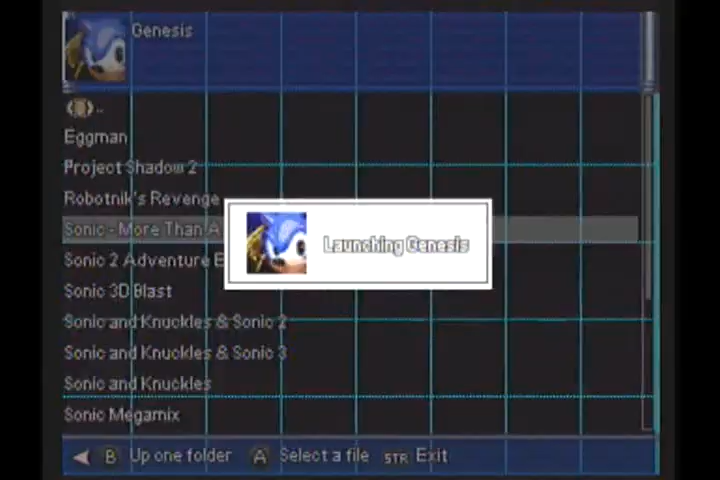 Genesis
..
Eggman
Project Shadow 2
Robotnik's Revenge
Sonic - More Than A
Launching Genesis
Sonic 2 Adventure E
Sonic 3D Blast
Sonic and Knuckles & Sonic 2
Sonic and Knuckles & Sonic 3
Sonic and Knuckles
Sonic Megamix
B Up one folder A Select a file STR Exit